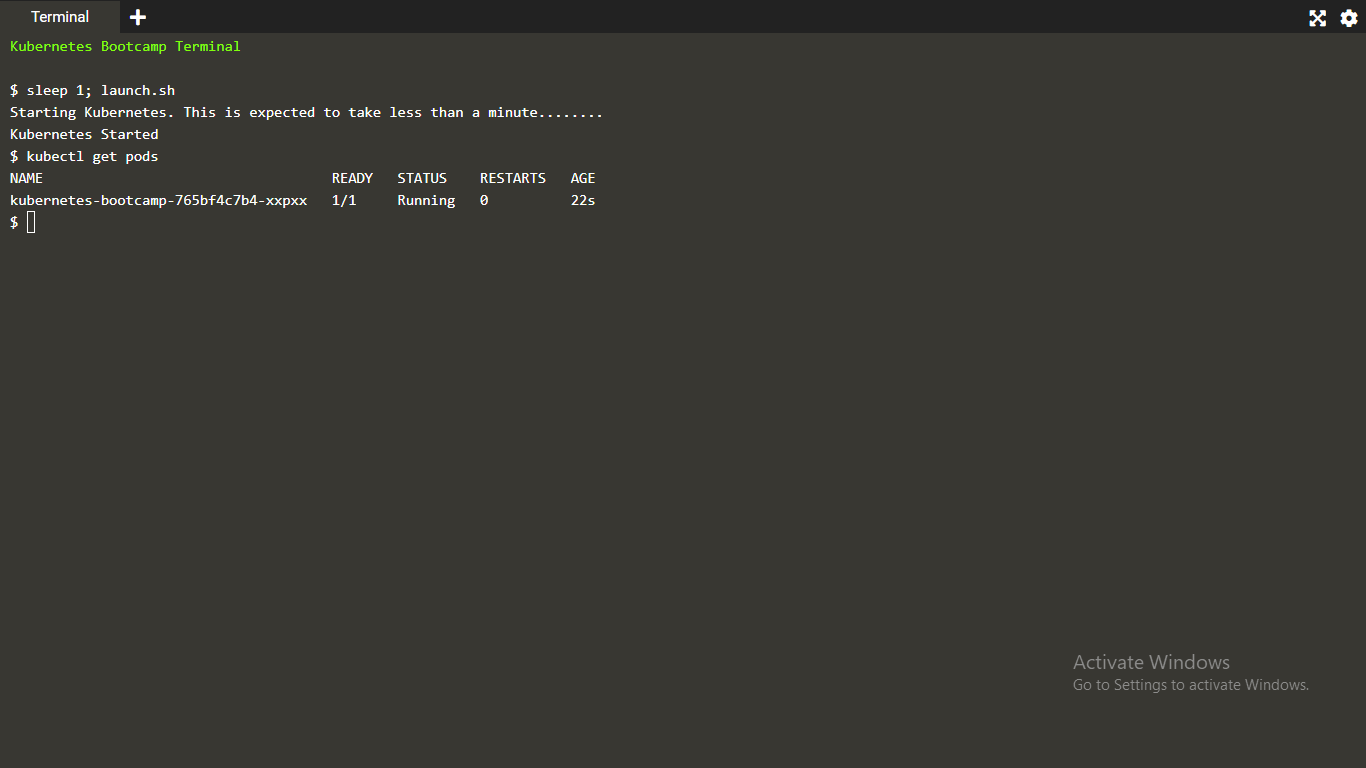 Terminal
Kubernetes Bootcamp Terminal
$ sleep 1; launch.sh
Starting Kubernetes. This is expected to take less than a minute........
Kubernetes Started
$ kubectl get pods
NAME READY STATUS RESTARTS AGE
kubernetes-bootcamp-765bf4c7b4-xxpxx 1/1 Running 0 22s
$
Activate Windows
Go to Settings to activate Windows.